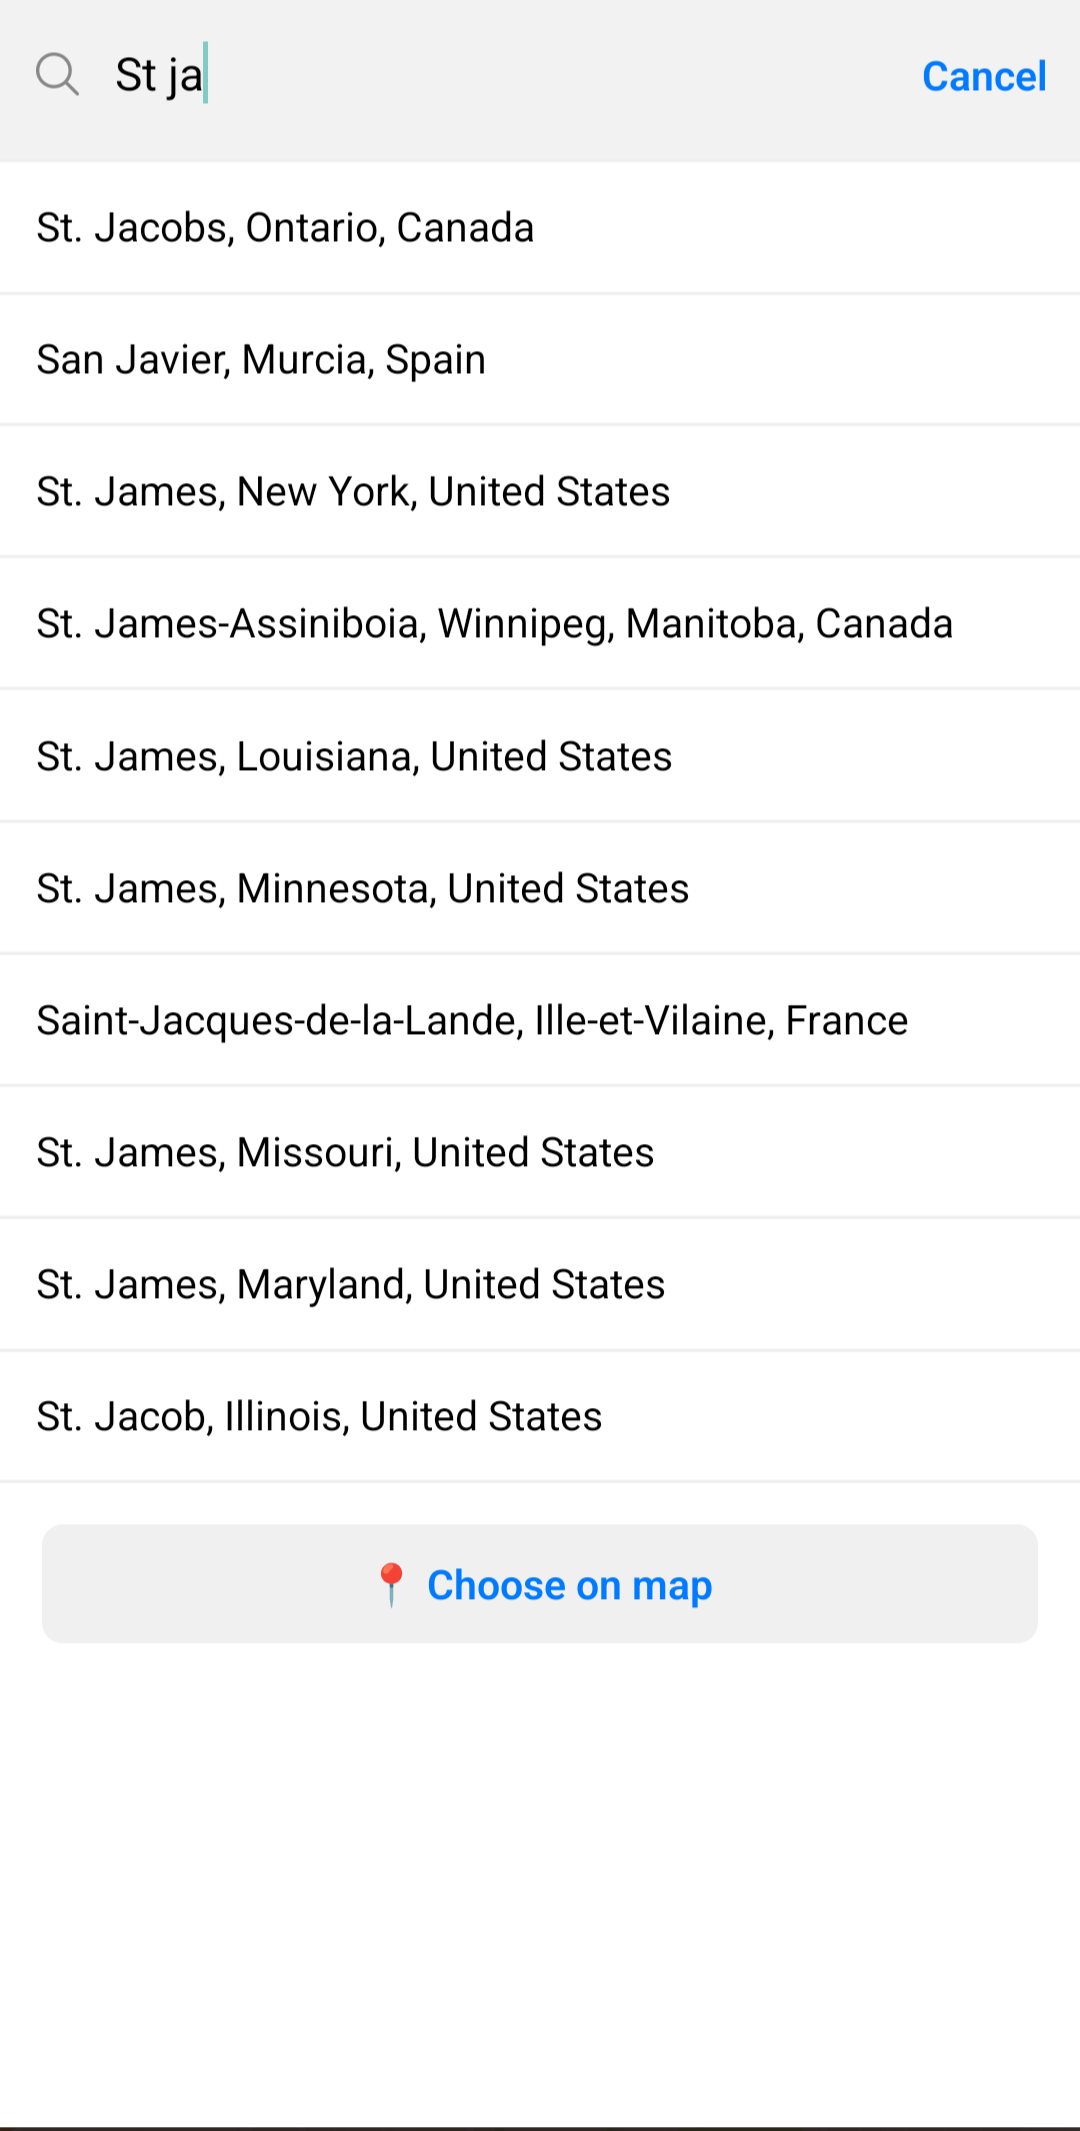 St ja
Cancel
St. Jacobs, Ontario, Canada
San Javier, Murcia, Spain
St. James, New York, United States
St. James-Assiniboia, Winnipeg, Manitoba, Canada
St. James, Louisiana, United States
St. James, Minnesota, United States
Saint-Jacques-de-la-Lande, Ille-et-Vilaine, France
St. James, Missouri, United States
St. James, Maryland, United States
St. Jacob, Illinois, United States
Choose on map